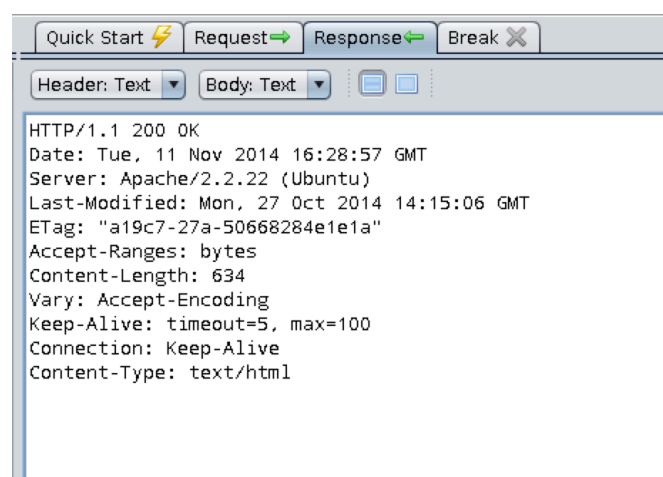 Quick Start Request Response Break
Header: Text Body: Text
HTTP/1.1 200 OK
Date: Tue, 11 Nov 2014 16:28:57 GMT
Server: Apache/2.2.22 (Ubuntu)
Last-Modified: Mon, 27 Oct 2014 14:15:06 GMT
ETag: "a19c7-27a-50668284e1e1a"
Accept-Ranges: bytes
Content-Length: 634
Vary: Accept-Encoding
Keep-Alive: timeout=5, max=100
Connection: Keep-Alive
Content-Type: text/html